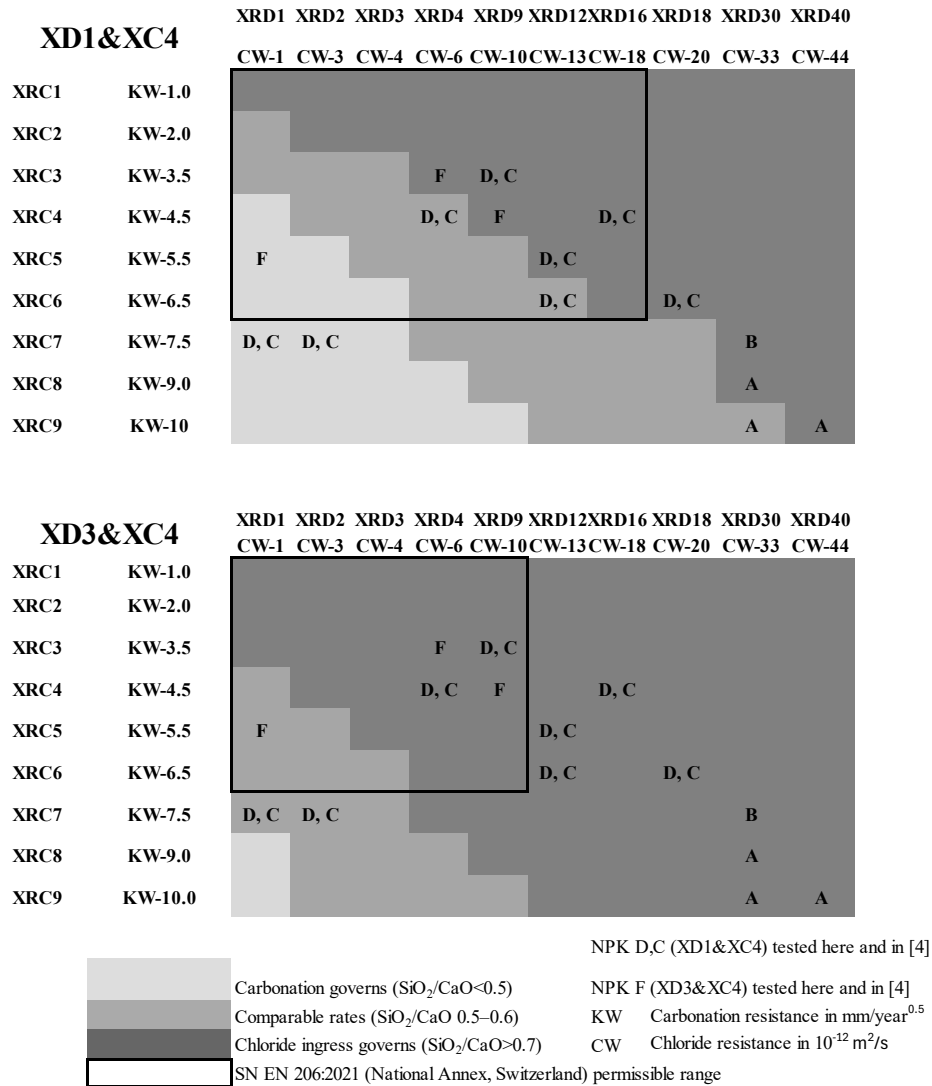 XRD1 XRD2 XRD3 XRD4 XRD9 XRD12 XRD16 XRD18 XRD30 XRD40
XD1&XC4
CW-1 CW-3 CW-4 CW-6 CW-10 CW-13 CW-18 CW-20 CW-33 CW-44
XRC1 KW-1.0
XRC2 KW-2.0
XRC3 KW-3.5 F D, C
XRC4 KW-4.5 D, C F D, C
XRC5 KW-5.5 F D, C
XRC6 KW-6.5 D, C D, C
XRC7 KW-7.5 D, C D, C B
XRC8 KW-9.0 A
XRC9 KW-10 A A
XRD1 XRD2 XRD3 XRD4 XRD9 XRD12 XRD16 XRD18 XRD30 XRD40
XD3&XC4
CW-1 CW-3 CW-4 CW-6 CW-10 CW-13 CW-18 CW-20 CW-33 CW-44
XRC1 KW-1.0
XRC2 KW-2.0
XRC3 KW-3.5 F D, C
XRC4 KW-4.5 D, C F D, C
XRC5 KW-5.5 F D, C
XRC6 KW-6.5 D, C D, C
XRC7 KW-7.5 D, C D, C B
XRC8 KW-9.0 A
XRC9 KW-10.0 A A
NPK D,C (XD1&XC4) tested here and in [4]
Carbonation governs (SiO₂/CaO<0.5) NPK F (XD3&XC4) tested here and in [4]
Comparable rates (SiO₂/CaO 0.5–0.6) KW Carbonation resistance in mm/year⁰·⁵
Chloride ingress governs (SiO₂/CaO>0.7) CW Chloride resistance in 10⁻¹² m²/s
SN EN 206:2021 (National Annex, Switzerland) permissible range